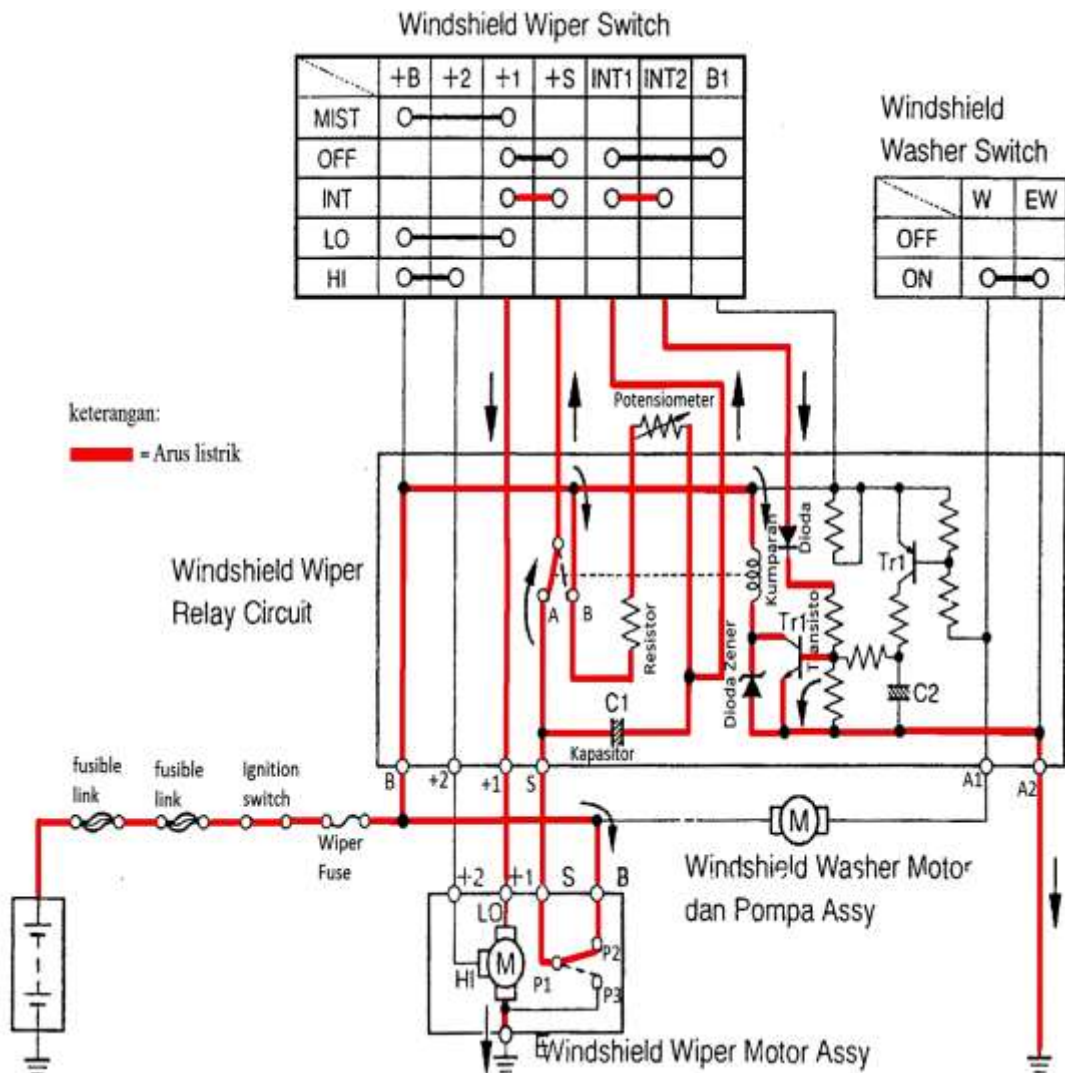 Windshield Wiper Switch
+B +2 +1 +S INT1 INT2 B1
MIST
OFF
INT
LO
HI
Windshield
Washer Switch
W EW
OFF
ON
keterangan:
= Arus listrik
Potensiometer
Windshield Wiper
Relay Circuit
A B
Resistor
Kumparan
Dioda
Tr1
Tr1
Transisto
Dioda Zener
C1
Kapasitor
C2
B +2 +1 S A1 A2
fusible
link
fusible
link
Ignition
switch
Wiper
Fuse
M
Windshield Washer Motor
dan Pompa Assy
+2 +1 S B
LO
HI
M
P1
P2
P3
E
Windshield Wiper Motor Assy